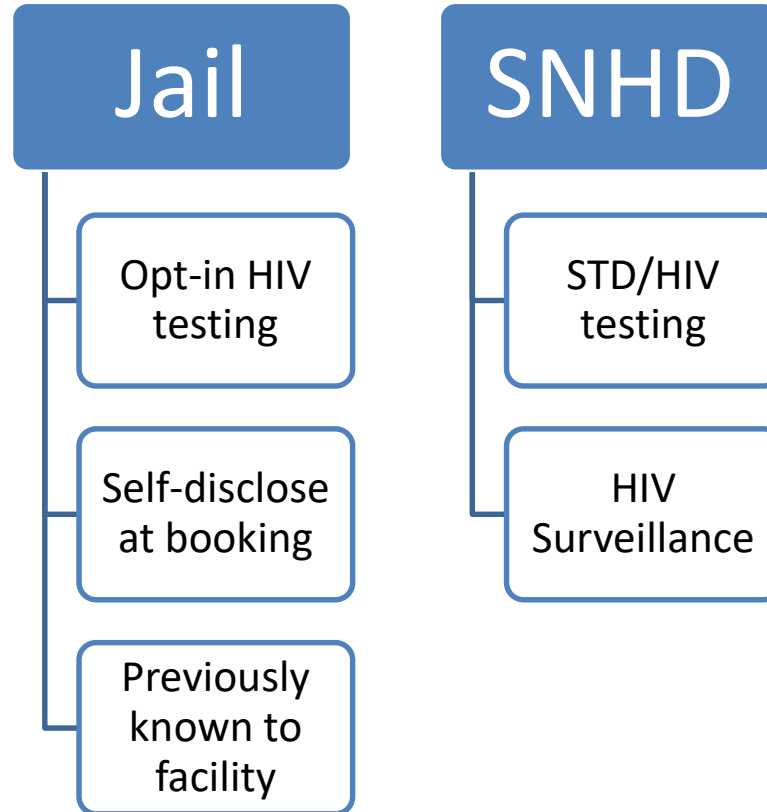 Jail
Opt-in HIV
testing
Self-disclose
at booking
Previously
known to
facility
SNHD
STD/HIV
testing
HIV
Surveillance